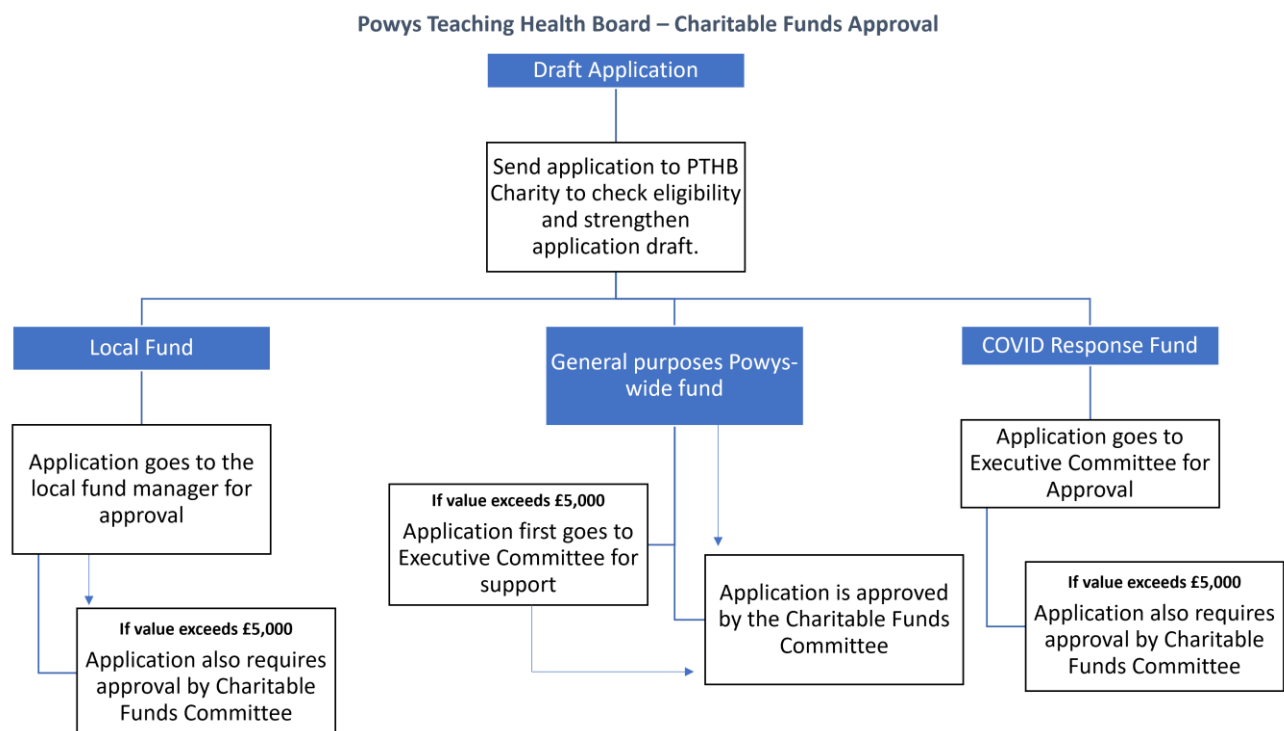 Powys Teaching Health Board – Charitable Funds Approval
Draft Application
Send application to PTHB
Charity to check eligibility
and strengthen
application draft.
Local Fund
General purposes Powys-
wide fund
COVID Response Fund
Application goes to the
local fund manager for
approval
If value exceeds £5,000
Application also requires
approval by Charitable
Funds Committee
If value exceeds £5,000
Application first goes to
Executive Committee for
support
Application is approved
by the Charitable Funds
Committee
Application goes to
Executive Committee for
Approval
If value exceeds £5,000
Application also requires
approval by Charitable
Funds Committee